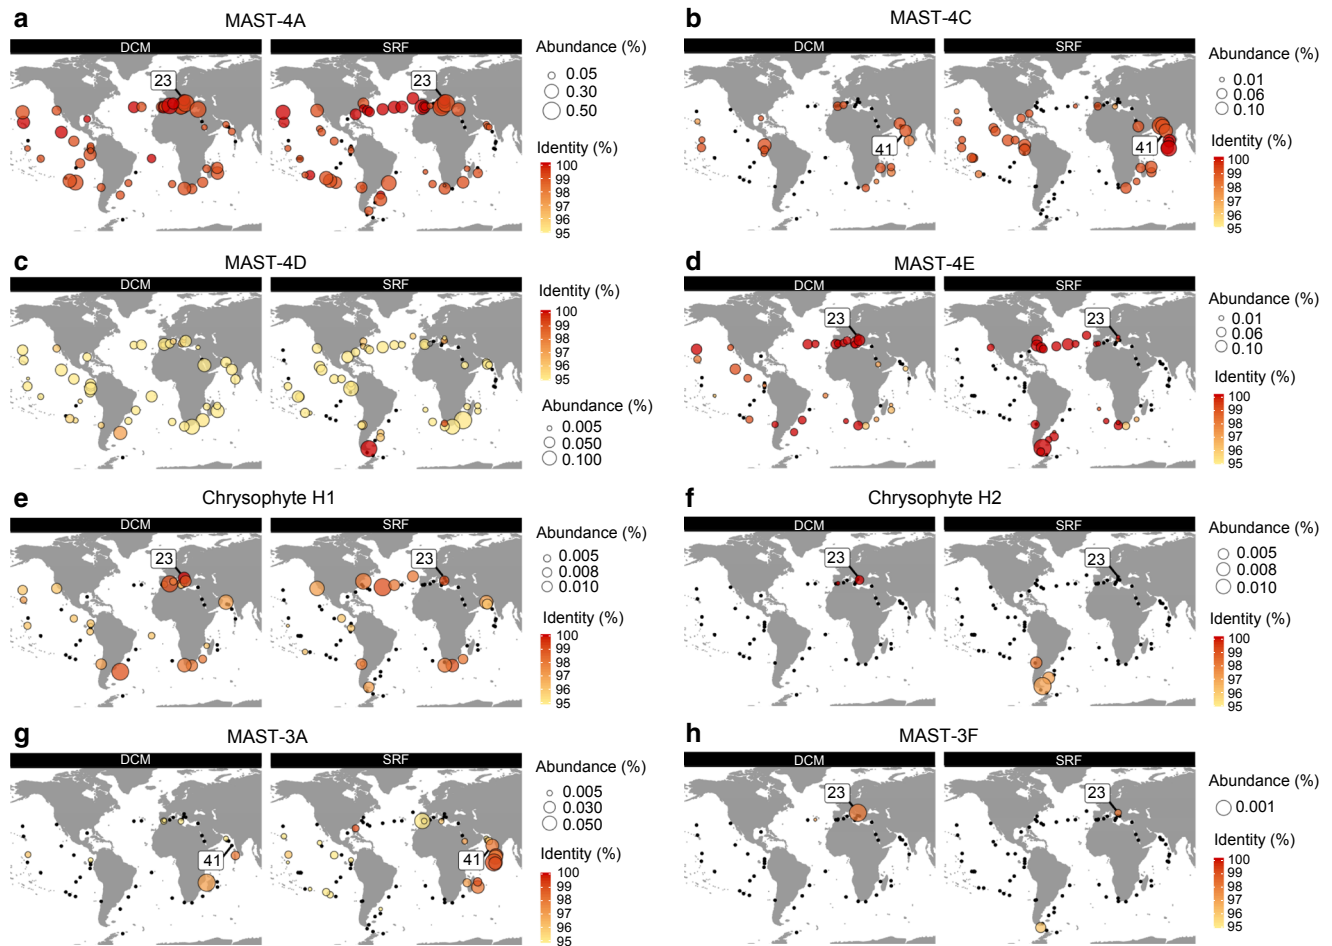 a
MAST-4A
DCM
SRF
23
23
Abundance (%)
0.05
0.30
0.50
Identity (%)
100
99
98
97
96
95
b
MAST-4C
DCM
SRF
41
41
Abundance (%)
0.01
0.06
0.10
Identity (%)
100
99
98
97
96
95
c
MAST-4D
DCM
SRF
Identity (%)
100
99
98
97
96
95
Abundance (%)
0.005
0.050
0.100
d
MAST-4E
DCM
SRF
23
23
Abundance (%)
0.01
0.06
0.10
Identity (%)
100
99
98
97
96
95
e
Chrysophyte H1
DCM
SRF
23
23
Abundance (%)
0.005
0.008
0.010
Identity (%)
100
99
98
97
96
95
f
Chrysophyte H2
DCM
SRF
23
23
Abundance (%)
0.005
0.008
0.010
Identity (%)
100
99
98
97
96
95
g
MAST-3A
DCM
SRF
41
41
Abundance (%)
0.005
0.030
0.050
Identity (%)
100
99
98
97
96
95
h
MAST-3F
DCM
SRF
23
23
Abundance (%)
0.001
Identity (%)
100
99
98
97
96
95